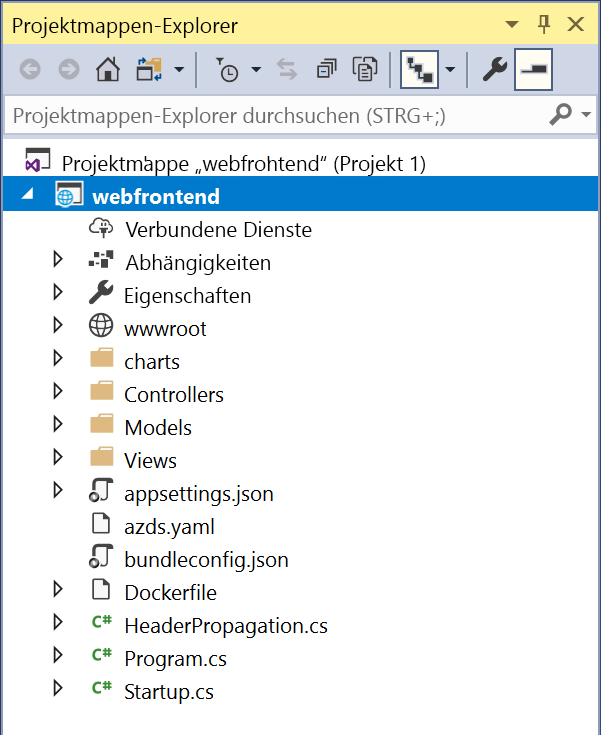 Projektmappen-Explorer
Projektmappen-Explorer durchsuchen (STRG+;)
Projektmappe „webfrohtend“ (Projekt 1)
webfrontend
Verbundene Dienste
Abhängigkeiten
Eigenschaften
wwwroot
charts
Controllers
Models
Views
appsettings.json
azds.yaml
bundleconfig.json
Dockerfile
C# HeaderPropagation.cs
C# Program.cs
C# Startup.cs